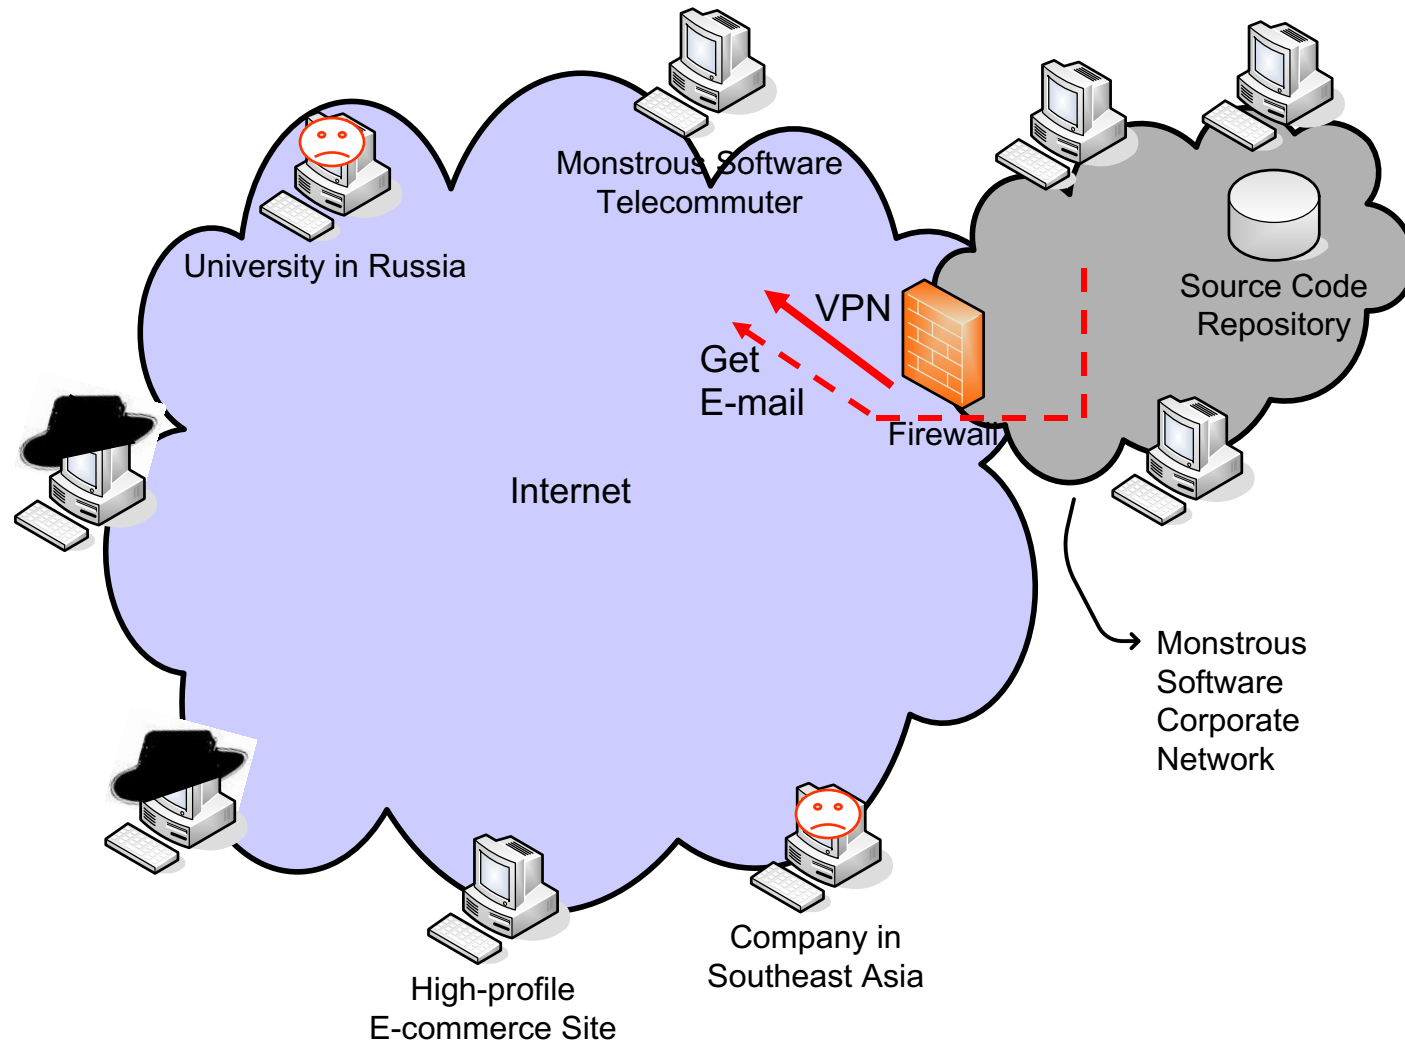 Monstrous Software
Telecommuter
University in Russia
Source Code
Repository
VPN
Get
E-mail
Firewall
Internet
Monstrous
Software
Corporate
Network
Company in
Southeast Asia
High-profile
E-commerce Site